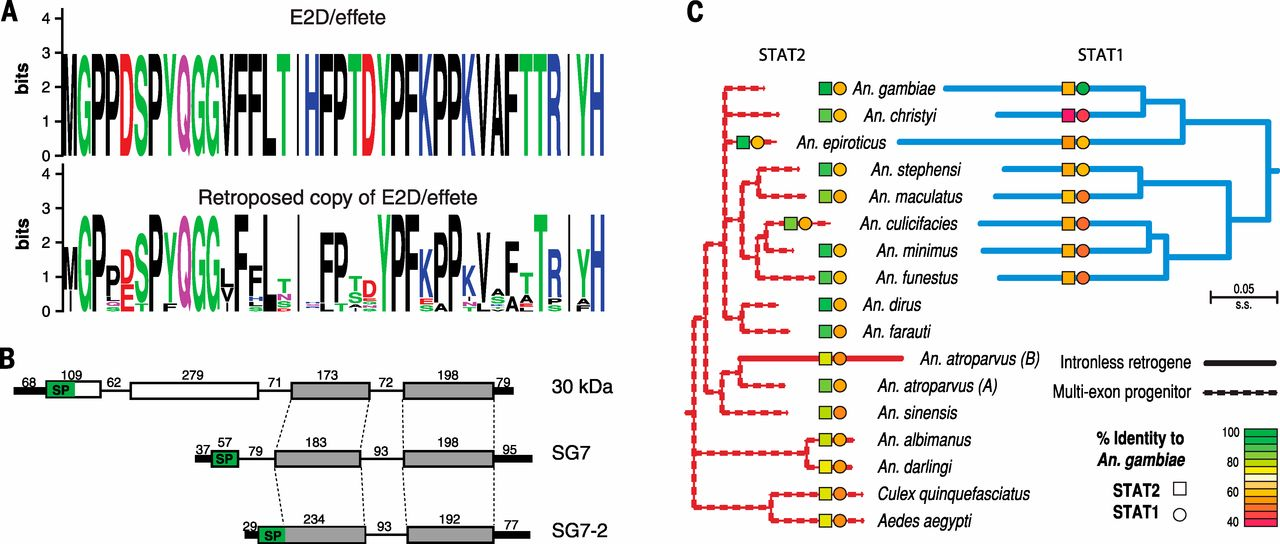 A
E2D/effete
bits
4
3
2
1
0
MGPPDSPYQGGVFFLTIHFPTDYPFKPPKVAFTTRIYH
Retroposed copy of E2D/effete
bits
4
3
2
1
0
B
68 109 62 279 71 173 72 198 79
SP
30 kDa
37 57 79 183 93 198 95
SP
SG7
29 234 93 192 77
SP
SG7-2
C
STAT2 STAT1
An. gambiae
An. christyi
An. epiroticus
An. stephensi
An. maculatus
An. culicifacies
An. minimus
An. funestus
An. dirus
An. farauti
An. atroparvus (B)
An. atroparvus (A)
An. sinensis
An. albimanus
An. darlingi
Culex quinquefasciatus
Aedes aegypti
0.05
s.s.
Intronless retrogene
Multi-exon progenitor
% Identity to
An. gambiae
STAT2
STAT1
100
80
60
40